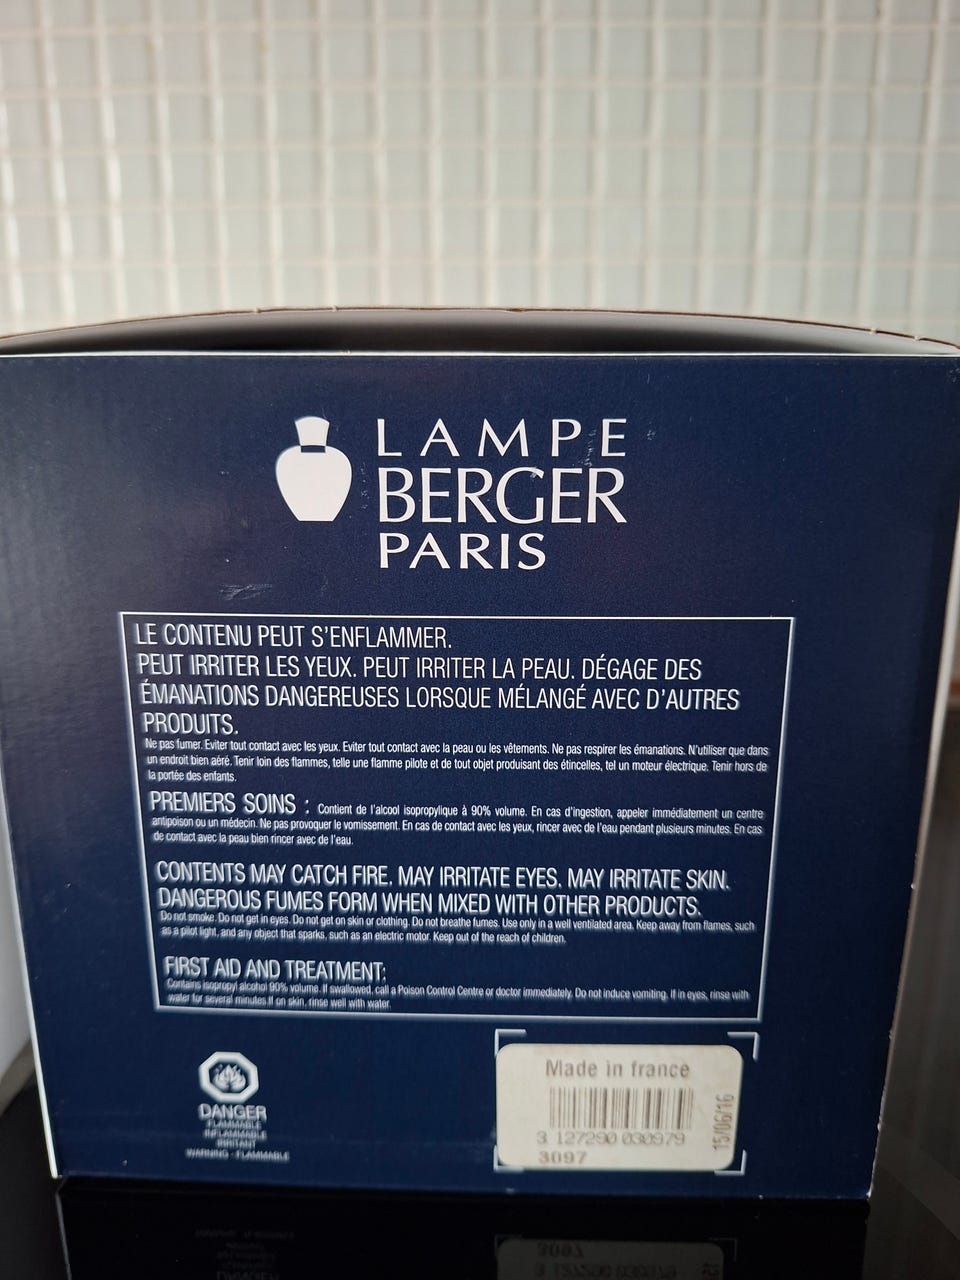 LAMPE
BERGER
PARIS
LE CONTENU PEUT S'ENFLAMMER.
PEUT IRRITER LES YEUX. PEUT IRRITER LA PEAU. DÉGAGE DES
ÉMANATIONS DANGEREUSES LORSQUE MÉLANGÉ AVEC D'AUTRES
PRODUITS.
Ne pas fumer. Eviter tout contact avec les yeux. Eviter tout contact avec la peau ou les vêtements. Ne pas respirer les émanations. N'utiliser que dans
un endroit bien aéré. Tenir loin des flammes, telle une flamme pilote et de tout objet produisant des étincelles, tel un moteur électrique. Tenir hors de
la portée des enfants.
PREMIERS SOINS : Contient de l'alcool isopropylique à 90% volume. En cas d'ingestion, appeler immédiatement un centre
antipoison ou un médecin. Ne pas provoquer le vomissement. En cas de contact avec les yeux, rincer avec de l'eau pendant plusieurs minutes. En cas
de contact avec la peau bien rincer avec de l'eau.
CONTENTS MAY CATCH FIRE. MAY IRRITATE EYES. MAY IRRITATE SKIN.
DANGEROUS FUMES FORM WHEN MIXED WITH OTHER PRODUCTS.
Do not smoke. Do not get in eyes. Do not get on skin or clothing. Do not breathe fumes. Use only in a well ventilated area. Keep away from flames, such
as a pilot light, and any object that sparks, such as an electric motor. Keep out of the reach of children.
FIRST AID AND TREATMENT:
Contains isopropyl alcohol 90% volume. If swallowed, call a Poison Control Centre or doctor immediately. Do not induce vomiting. If in eyes, rinse with
water for several minutes. If on skin, rinse well with water.
DANGER
FLAMMABLE
INFLAMMABLE
IRRITANT
WARNING - FLAMMABLE
Made in france
3 127290 030979
3097
15/06/16